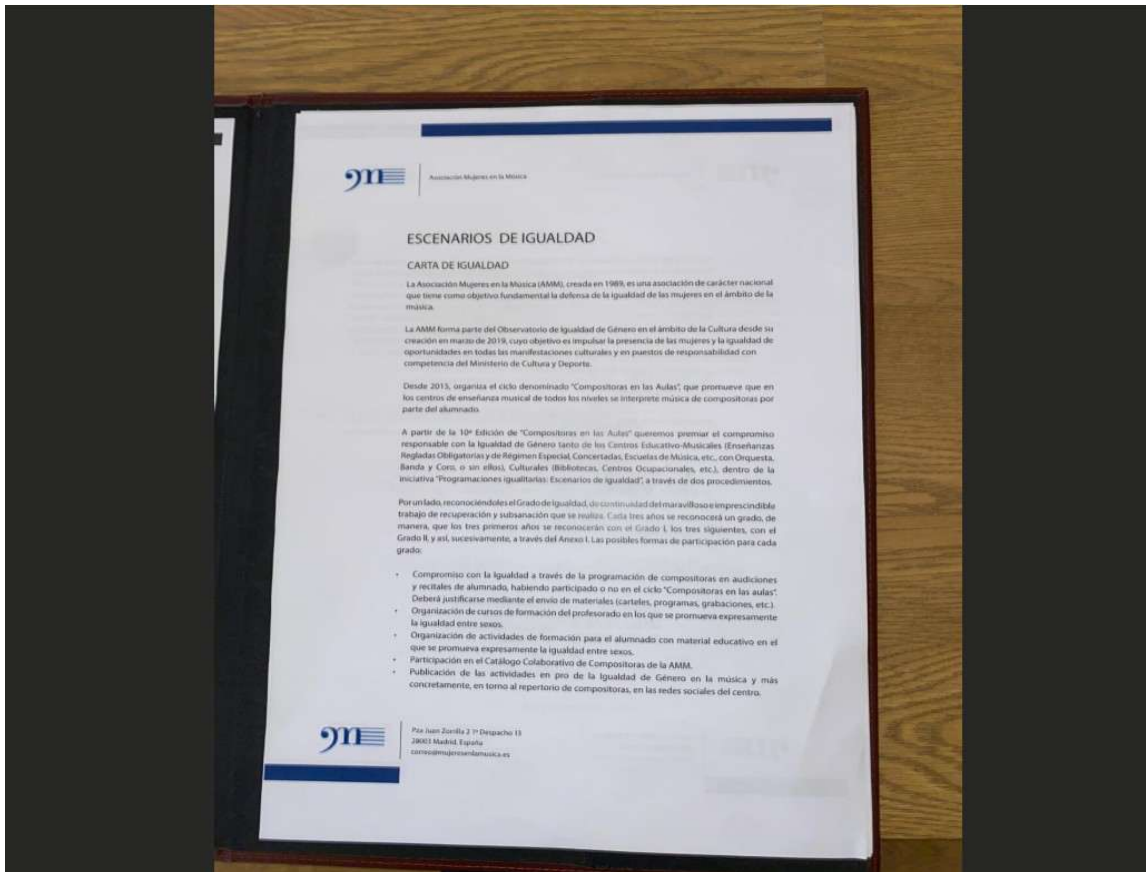 Asociación Mujeres en la Música
ESCENARIOS DE IGUALDAD
CARTA DE IGUALDAD
La Asociación Mujeres en la Música (AMM), creada en 1989, es una asociación de carácter nacional
que tiene como objetivo fundamental la defensa de la igualdad de las mujeres en el ámbito de la
música.
La AMM forma parte del Observatorio de Igualdad de Género en el ámbito de la Cultura desde su
creación en marzo de 2019, cuyo objetivo es impulsar la presencia de las mujeres y la igualdad de
oportunidades en todas las manifestaciones culturales y en puestos de responsabilidad con
competencia del Ministerio de Cultura y Deporte.
Desde 2013, organiza el ciclo denominado "Compositoras en las Aulas", que promueve que en
los centros de enseñanza musical de todos los niveles se interprete música de compositoras por
parte del alumnado.
A partir de la 10ª Edición de "Compositoras en las Aulas" queremos premiar el compromiso
responsable con la Igualdad de Género tanto de los Centros Educativo-Musicales (Enseñanzas
Regladas Obligatorias y de Régimen Especial, Concertadas, Escuelas de Música, etc., con Orquesta,
Banda y Coro, o sin ellos), Culturales (Bibliotecas, Centros Ocupacionales, etc.), dentro de la
iniciativa "Programaciones igualitarias: Escenarios de igualdad", a través de dos procedimientos.
Por un lado, reconociéndoles el Grado de Igualdad, de continuidad del maravilloso e imprescindible
trabajo de recuperación y subsanación que se realiza. Cada tres años se reconocerá un grado, de
manera, que los tres primeros años se reconocerán con el Grado I, los tres siguientes, con el
Grado II, y así, sucesivamente, a través del Anexo I. Las posibles formas de participación para cada
grado:
• Compromiso con la Igualdad a través de la programación de compositoras en audiciones
y recitales de alumnado, habiendo participado o no en el ciclo "Compositoras en las aulas".
Deberá justificarse mediante el envío de materiales (carteles, programas, grabaciones, etc.)
• Organización de cursos de formación del profesorado en los que se promueva expresamente
la igualdad entre sexos.
• Organización de actividades de formación para el alumnado con material educativo en el
que se promueva expresamente la igualdad entre sexos.
• Participación en el Catálogo Colaborativo de Compositoras de la AMM.
• Publicación de las actividades en pro de la Igualdad de Género en la música y más
concretamente, en torno al repertorio de compositoras, en las redes sociales del centro.
Pza Juan Zorrilla 2 1º Despacho 13
28003 Madrid. España
correo@mujeresenlamusica.es